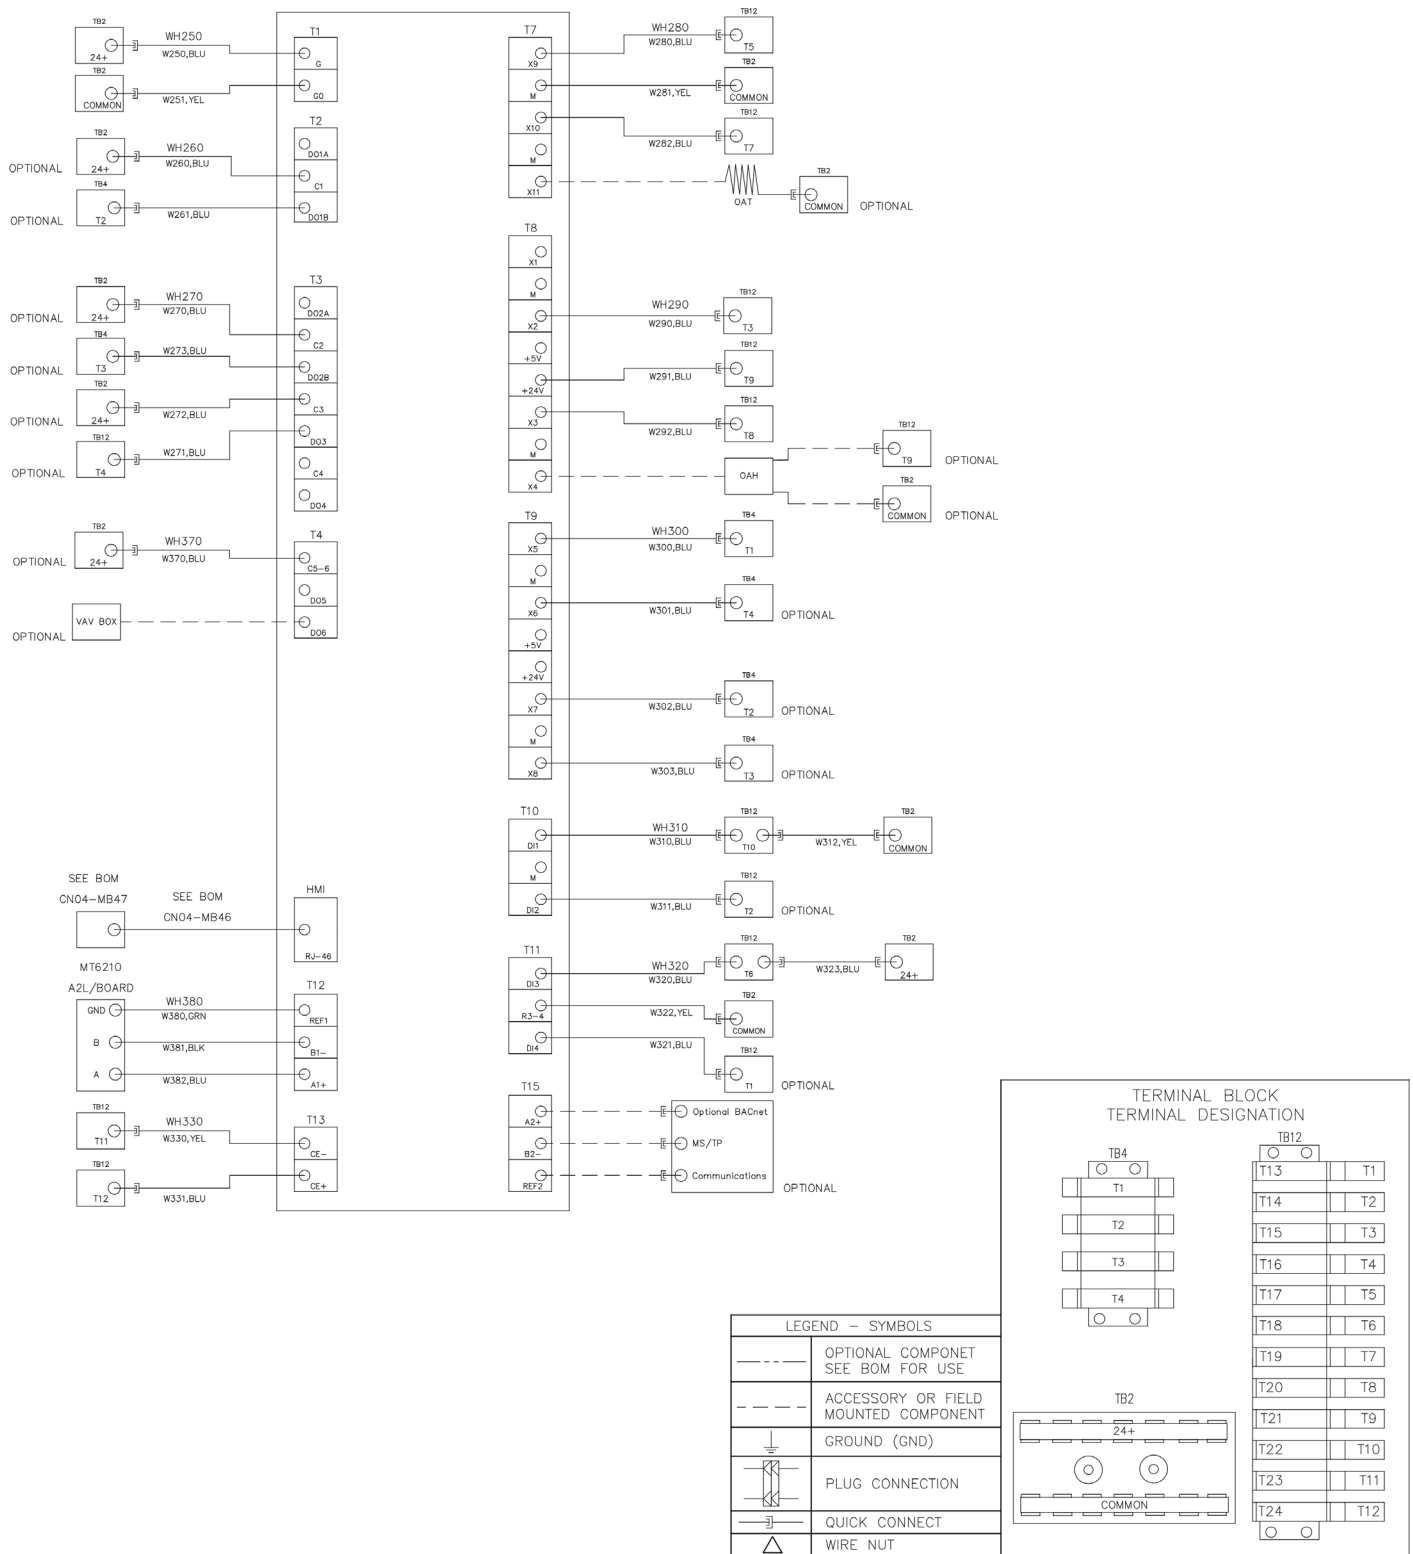 TB2
24+
WH250
W250,BLU
T1
G
TB2
COMMON
W251,YEL
G0
T2
DO1A
TB2
24+
OPTIONAL
WH260
W260,BLU
C1
TB4
T2
OPTIONAL
W261,BLU
DO1B
T3
DO2A
TB2
24+
OPTIONAL
WH270
W270,BLU
C2
TB4
T3
OPTIONAL
W273,BLU
DO2B
TB2
24+
OPTIONAL
W272,BLU
C3
TB12
T4
OPTIONAL
W271,BLU
DO3
C4
DO4
TB2
24+
OPTIONAL
WH370
W370,BLU
T4
C5-6
DO5
VAV BOX
OPTIONAL
DO6
SEE BOM
CN04-MB47
SEE BOM
CN04-MB46
HMI
RJ-46
MT6210
A2L/BOARD
GND
B
A
WH380
W380,GRN
W381,BLK
W382,BLU
T12
REF1
B1-
A1+
TB12
T11
WH330
W330,YEL
T13
CE-
TB12
T12
W331,BLU
CE+
T7
X9
M
X10
M
X11
WH280
W280,BLU
TB12
T5
W281,YEL
TB2
COMMON
W282,BLU
TB12
T7
OAT
TB2
COMMON
OPTIONAL
T8
X1
M
X2
+5V
+24V
X3
M
X4
WH290
W290,BLU
TB12
T3
W291,BLU
TB12
T9
W292,BLU
TB12
T8
OAH
TB12
T9
OPTIONAL
TB2
COMMON
OPTIONAL
T9
X5
M
X6
+5V
+24V
X7
M
X8
WH300
W300,BLU
TB4
T1
W301,BLU
TB4
T4
OPTIONAL
W302,BLU
TB4
T2
OPTIONAL
W303,BLU
TB4
T3
OPTIONAL
T10
DI1
M
DI2
WH310
W310,BLU
TB12
T10
W312,YEL
TB2
COMMON
W311,BLU
TB12
T2
OPTIONAL
T11
DI3
R3-4
DI4
WH320
W320,BLU
TB12
T6
W323,BLU
TB2
24+
W322,YEL
TB2
COMMON
W321,BLU
TB12
T1
OPTIONAL
T15
A2+
B2-
REF2
Optional BACnet
MS/TP
Communications
OPTIONAL
TERMINAL BLOCK
TERMINAL DESIGNATION
TB4
T1
T2
T3
T4
TB12
T13 T1
T14 T2
T15 T3
T16 T4
T17 T5
T18 T6
T19 T7
T20 T8
T21 T9
T22 T10
T23 T11
T24 T12
TB2
24+
COMMON
LEGEND - SYMBOLS
OPTIONAL COMPONET
SEE BOM FOR USE
ACCESSORY OR FIELD
MOUNTED COMPONENT
GROUND (GND)
PLUG CONNECTION
QUICK CONNECT
WIRE NUT